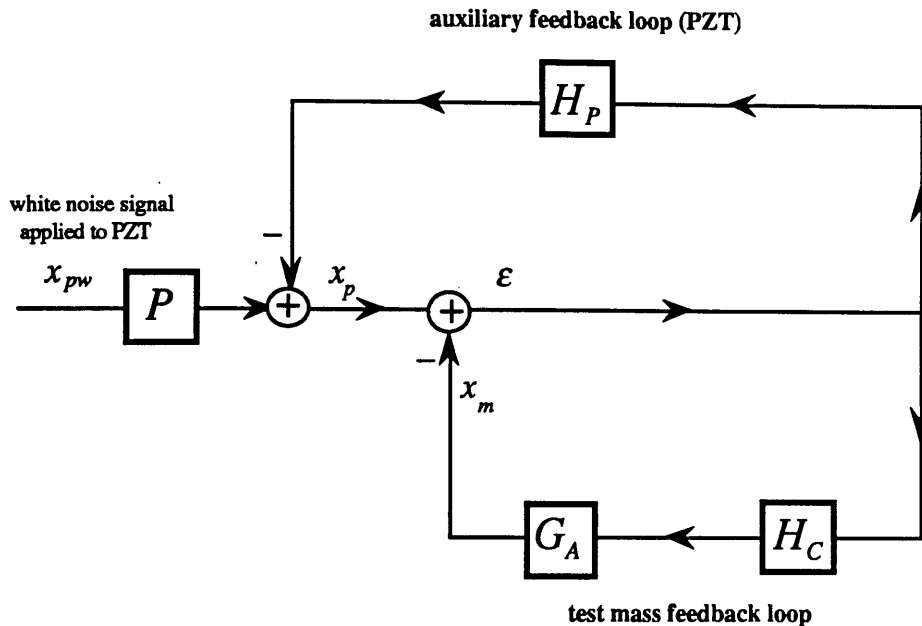 auxiliary feedback loop (PZT)
H_P
white noise signal
applied to PZT
−
x_pw
x_p
ε
P
+
+
−
x_m
G_A
H_C
test mass feedback loop